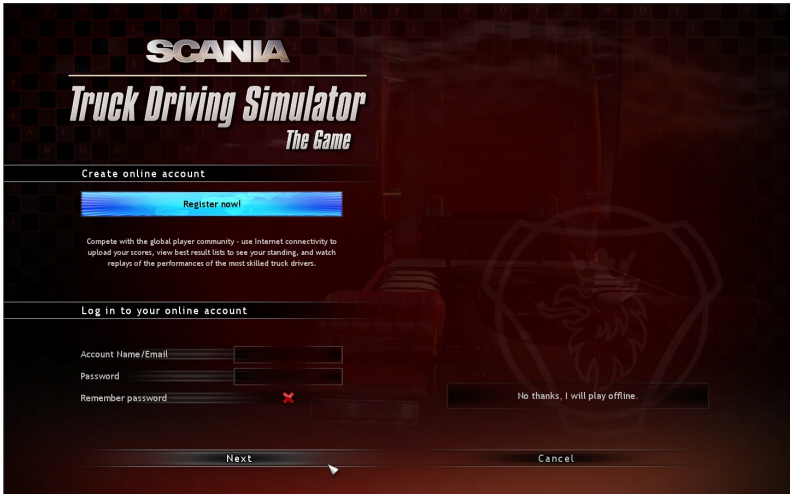 SCANIA
Truck Driving Simulator
The Game
Create online account
Register now!
Compete with the global player community - use Internet connectivity to
upload your scores, view best result lists to see your standing, and watch
replays of the performances of the most skilled truck drivers.
Log in to your online account
Account Name/Email
Password
Remember password
No thanks, I will play offline.
Next
Cancel